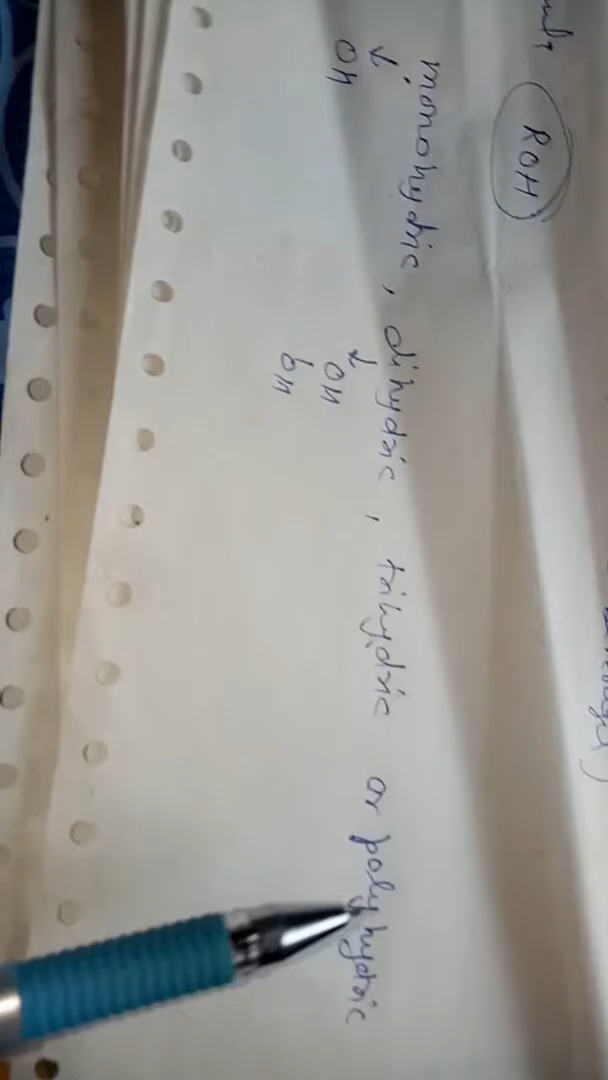 ROH
monohydric, dihydric, trihydric or polyhydric
↓ ↓
OH OH
OH